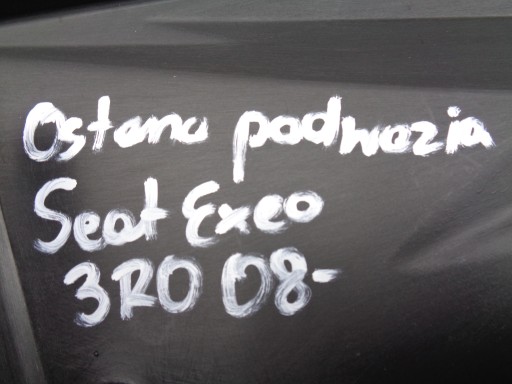 Ostona podwozia
Seat Exeo
3R0 08-